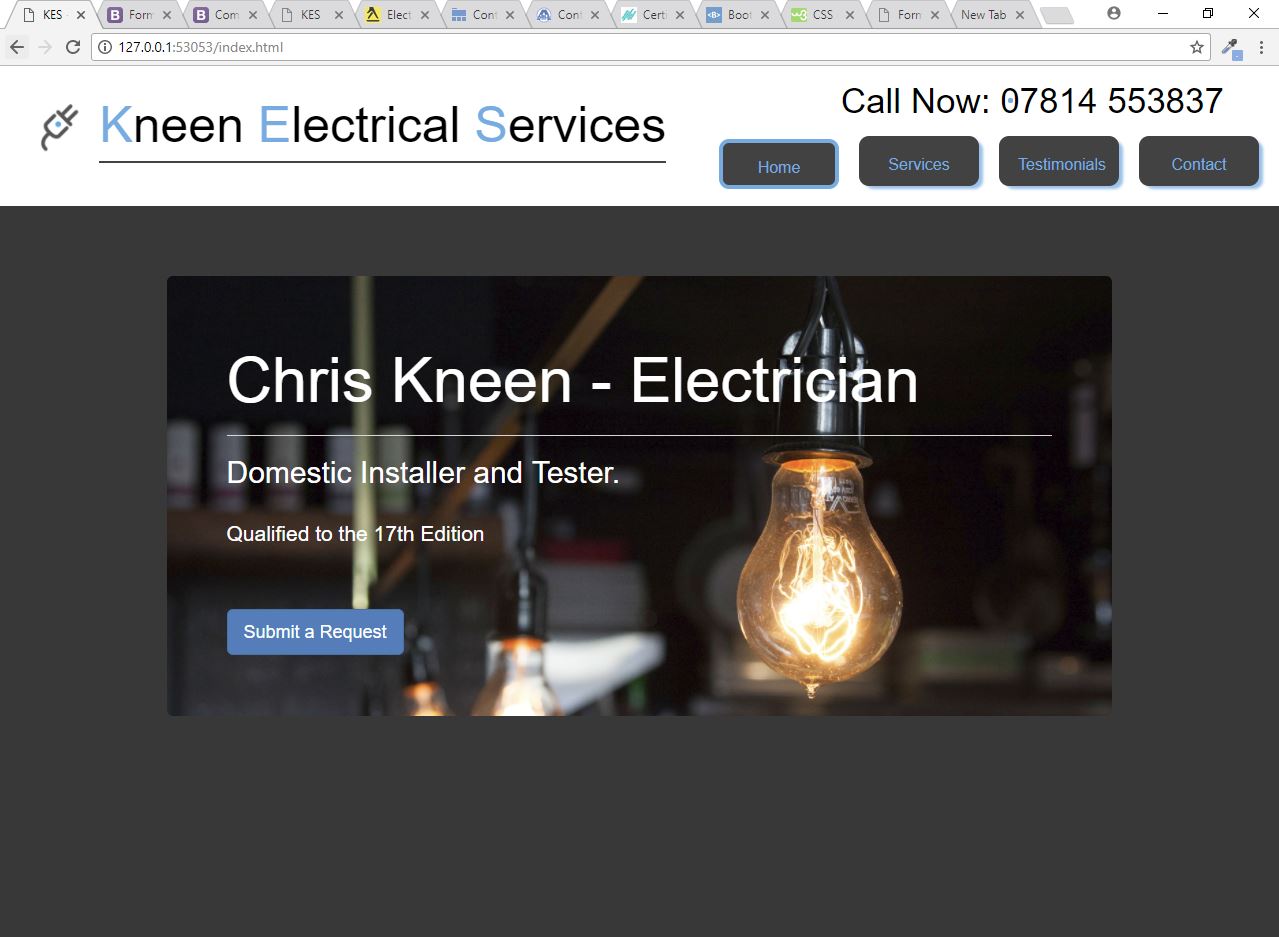 KES - Form Com KES Elect Cont Cont Certi Boot CSS Form New Tab
127.0.0.1:53053/index.html
Kneen Electrical Services
Call Now: 07814 553837
Home Services Testimonials Contact
Chris Kneen - Electrician
Domestic Installer and Tester.
Qualified to the 17th Edition
Submit a Request